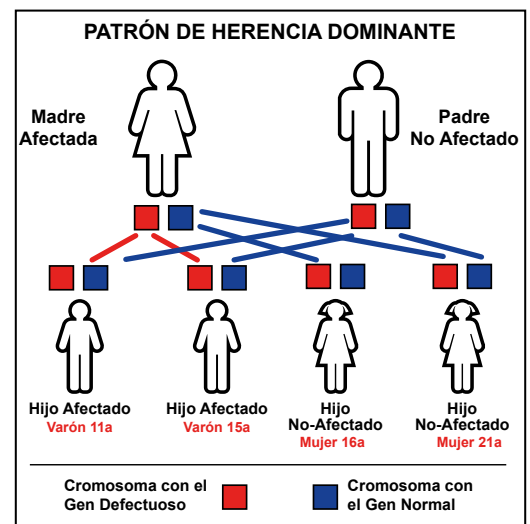 PATRÓN DE HERENCIA DOMINANTE
Madre
Afectada
Padre
No Afectado
Hijo Afectado
Varón 11a
Hijo Afectado
Varón 15a
Hijo
No-Afectado
Mujer 16a
Hijo
No-Afectado
Mujer 21a
Cromosoma con el
Gen Defectuoso
Cromosoma con
el Gen Normal